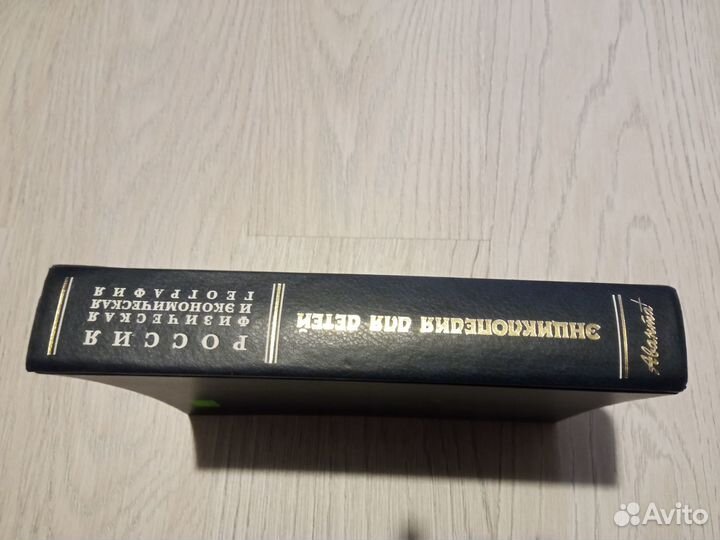 Аванта+
ЭНЦИКЛОПЕДИЯ ДЛЯ ДЕТЕЙ
РОССИЯ
ФИЗИЧЕСКАЯ
И ЭКОНОМИЧЕСКАЯ
ГЕОГРАФИЯ
Avito